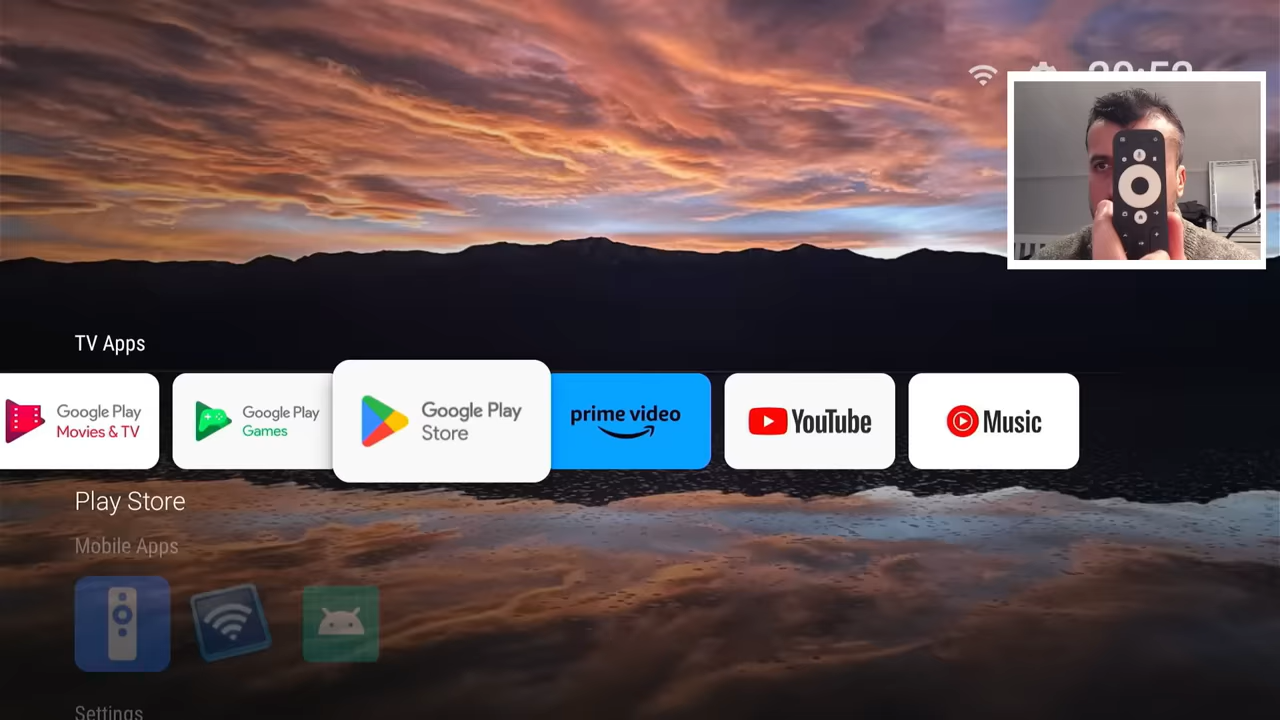 TV Apps
Google Play
Movies & TV
Google Play
Games
Google Play
Store
prime video
YouTube
Music
Play Store
Mobile Apps
Settings